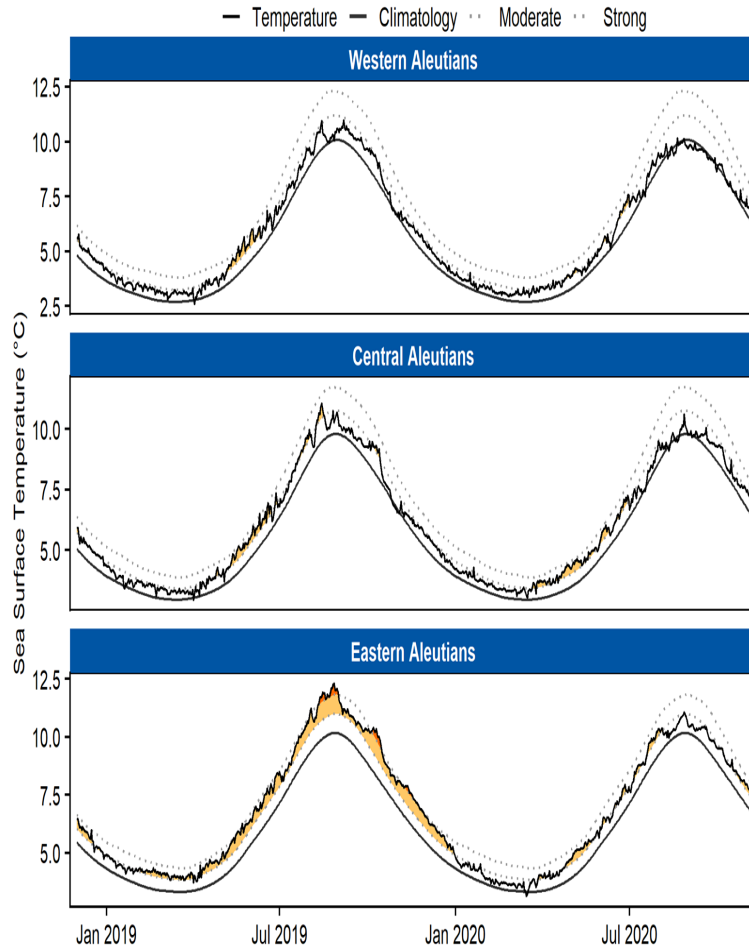 Temperature Climatology Moderate Strong
Western Aleutians
12.5
10.0
7.5
5.0
2.5
Central Aleutians
10.0
7.5
5.0
Sea Surface Temperature (°C)
Eastern Aleutians
12.5
10.0
7.5
5.0
Jan 2019 Jul 2019 Jan 2020 Jul 2020